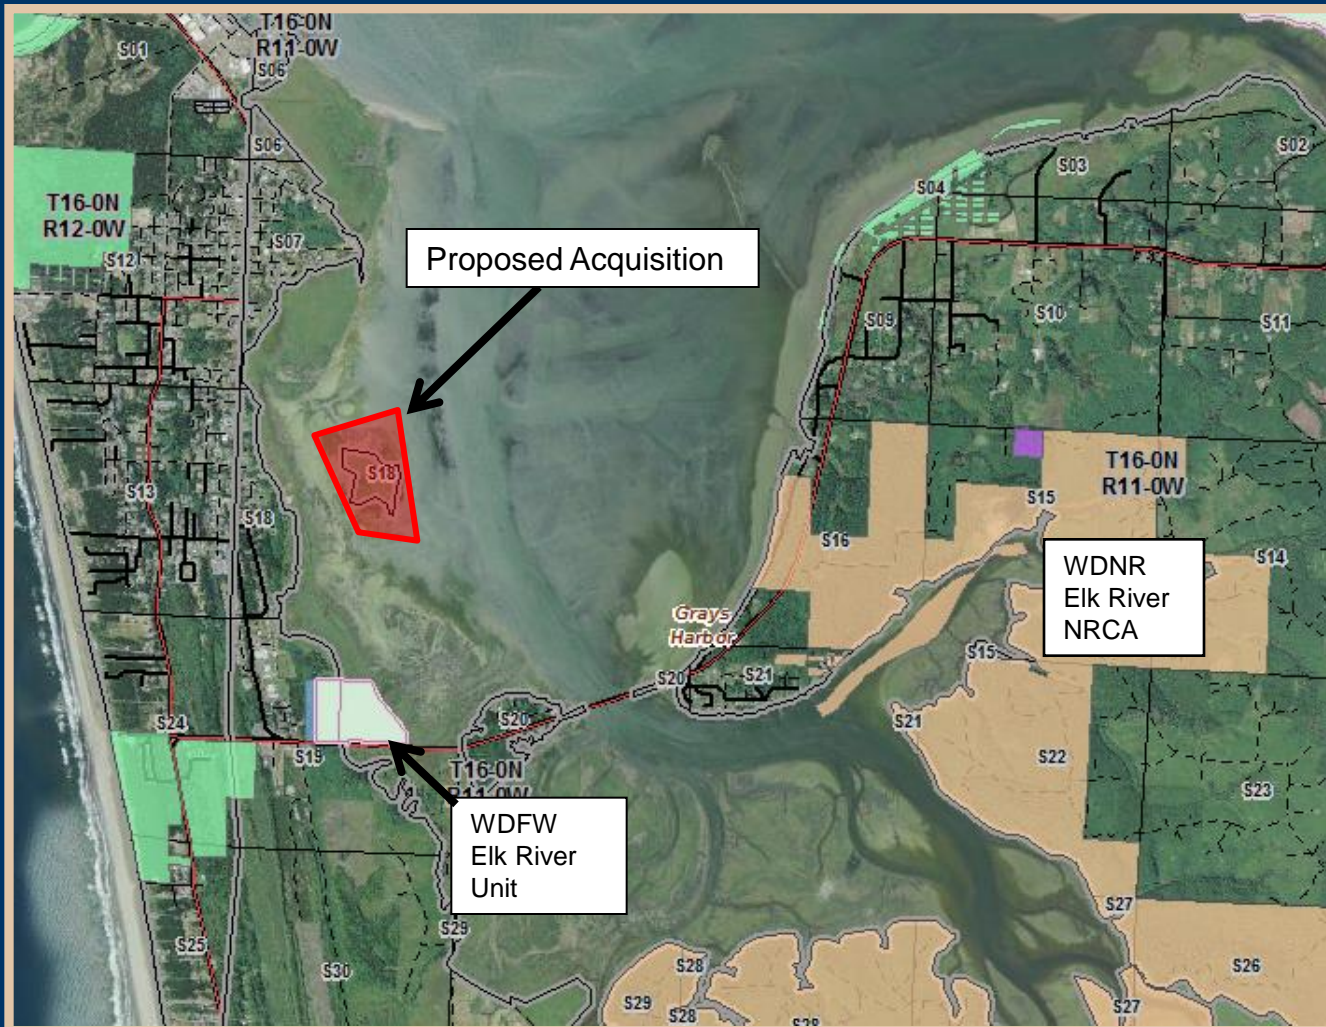 T16-0N
R11-0W
S01
S06
S06
S02
S03
S04
T16-0N
R12-0W
S07
S12
Proposed Acquisition
S09
S10
S11
S18
S13
S18
T16-0N
R11-0W
S15
S16
S14
WDNR
Elk River
NRCA
Grays
Harbor
S15
S20
S21
S24
S20
S21
S19
S22
T16-0N
R11-0W
S23
WDFW
Elk River
Unit
S27
S29
S25
S30
S28
S26
S29
S27
S28
S28